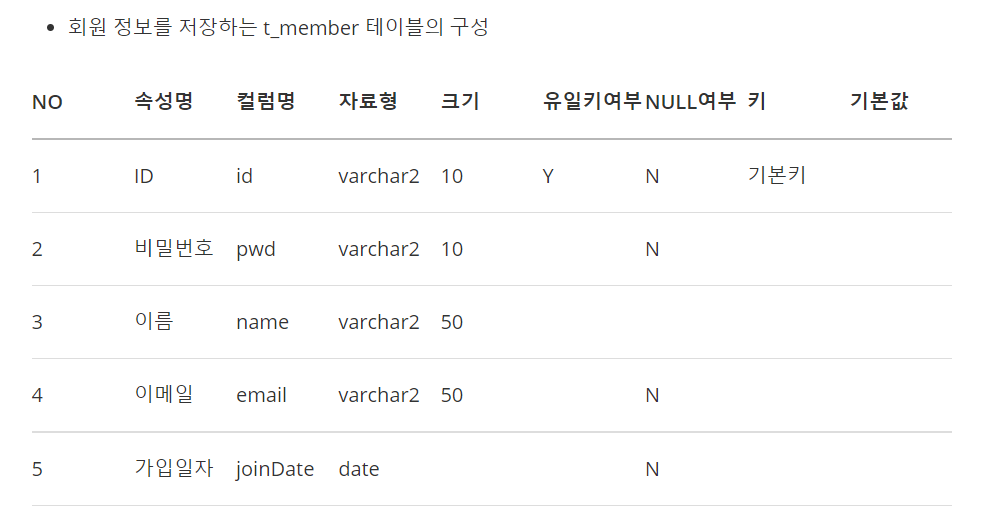 • 회원 정보를 저장하는 t_member 테이블의 구성
NO 속성명 컬럼명 자료형 크기 유일키여부 NULL여부 키 기본값
1 ID id varchar2 10 Y N 기본키
2 비밀번호 pwd varchar2 10 N
3 이름 name varchar2 50
4 이메일 email varchar2 50 N
5 가입일자 joinDate date N